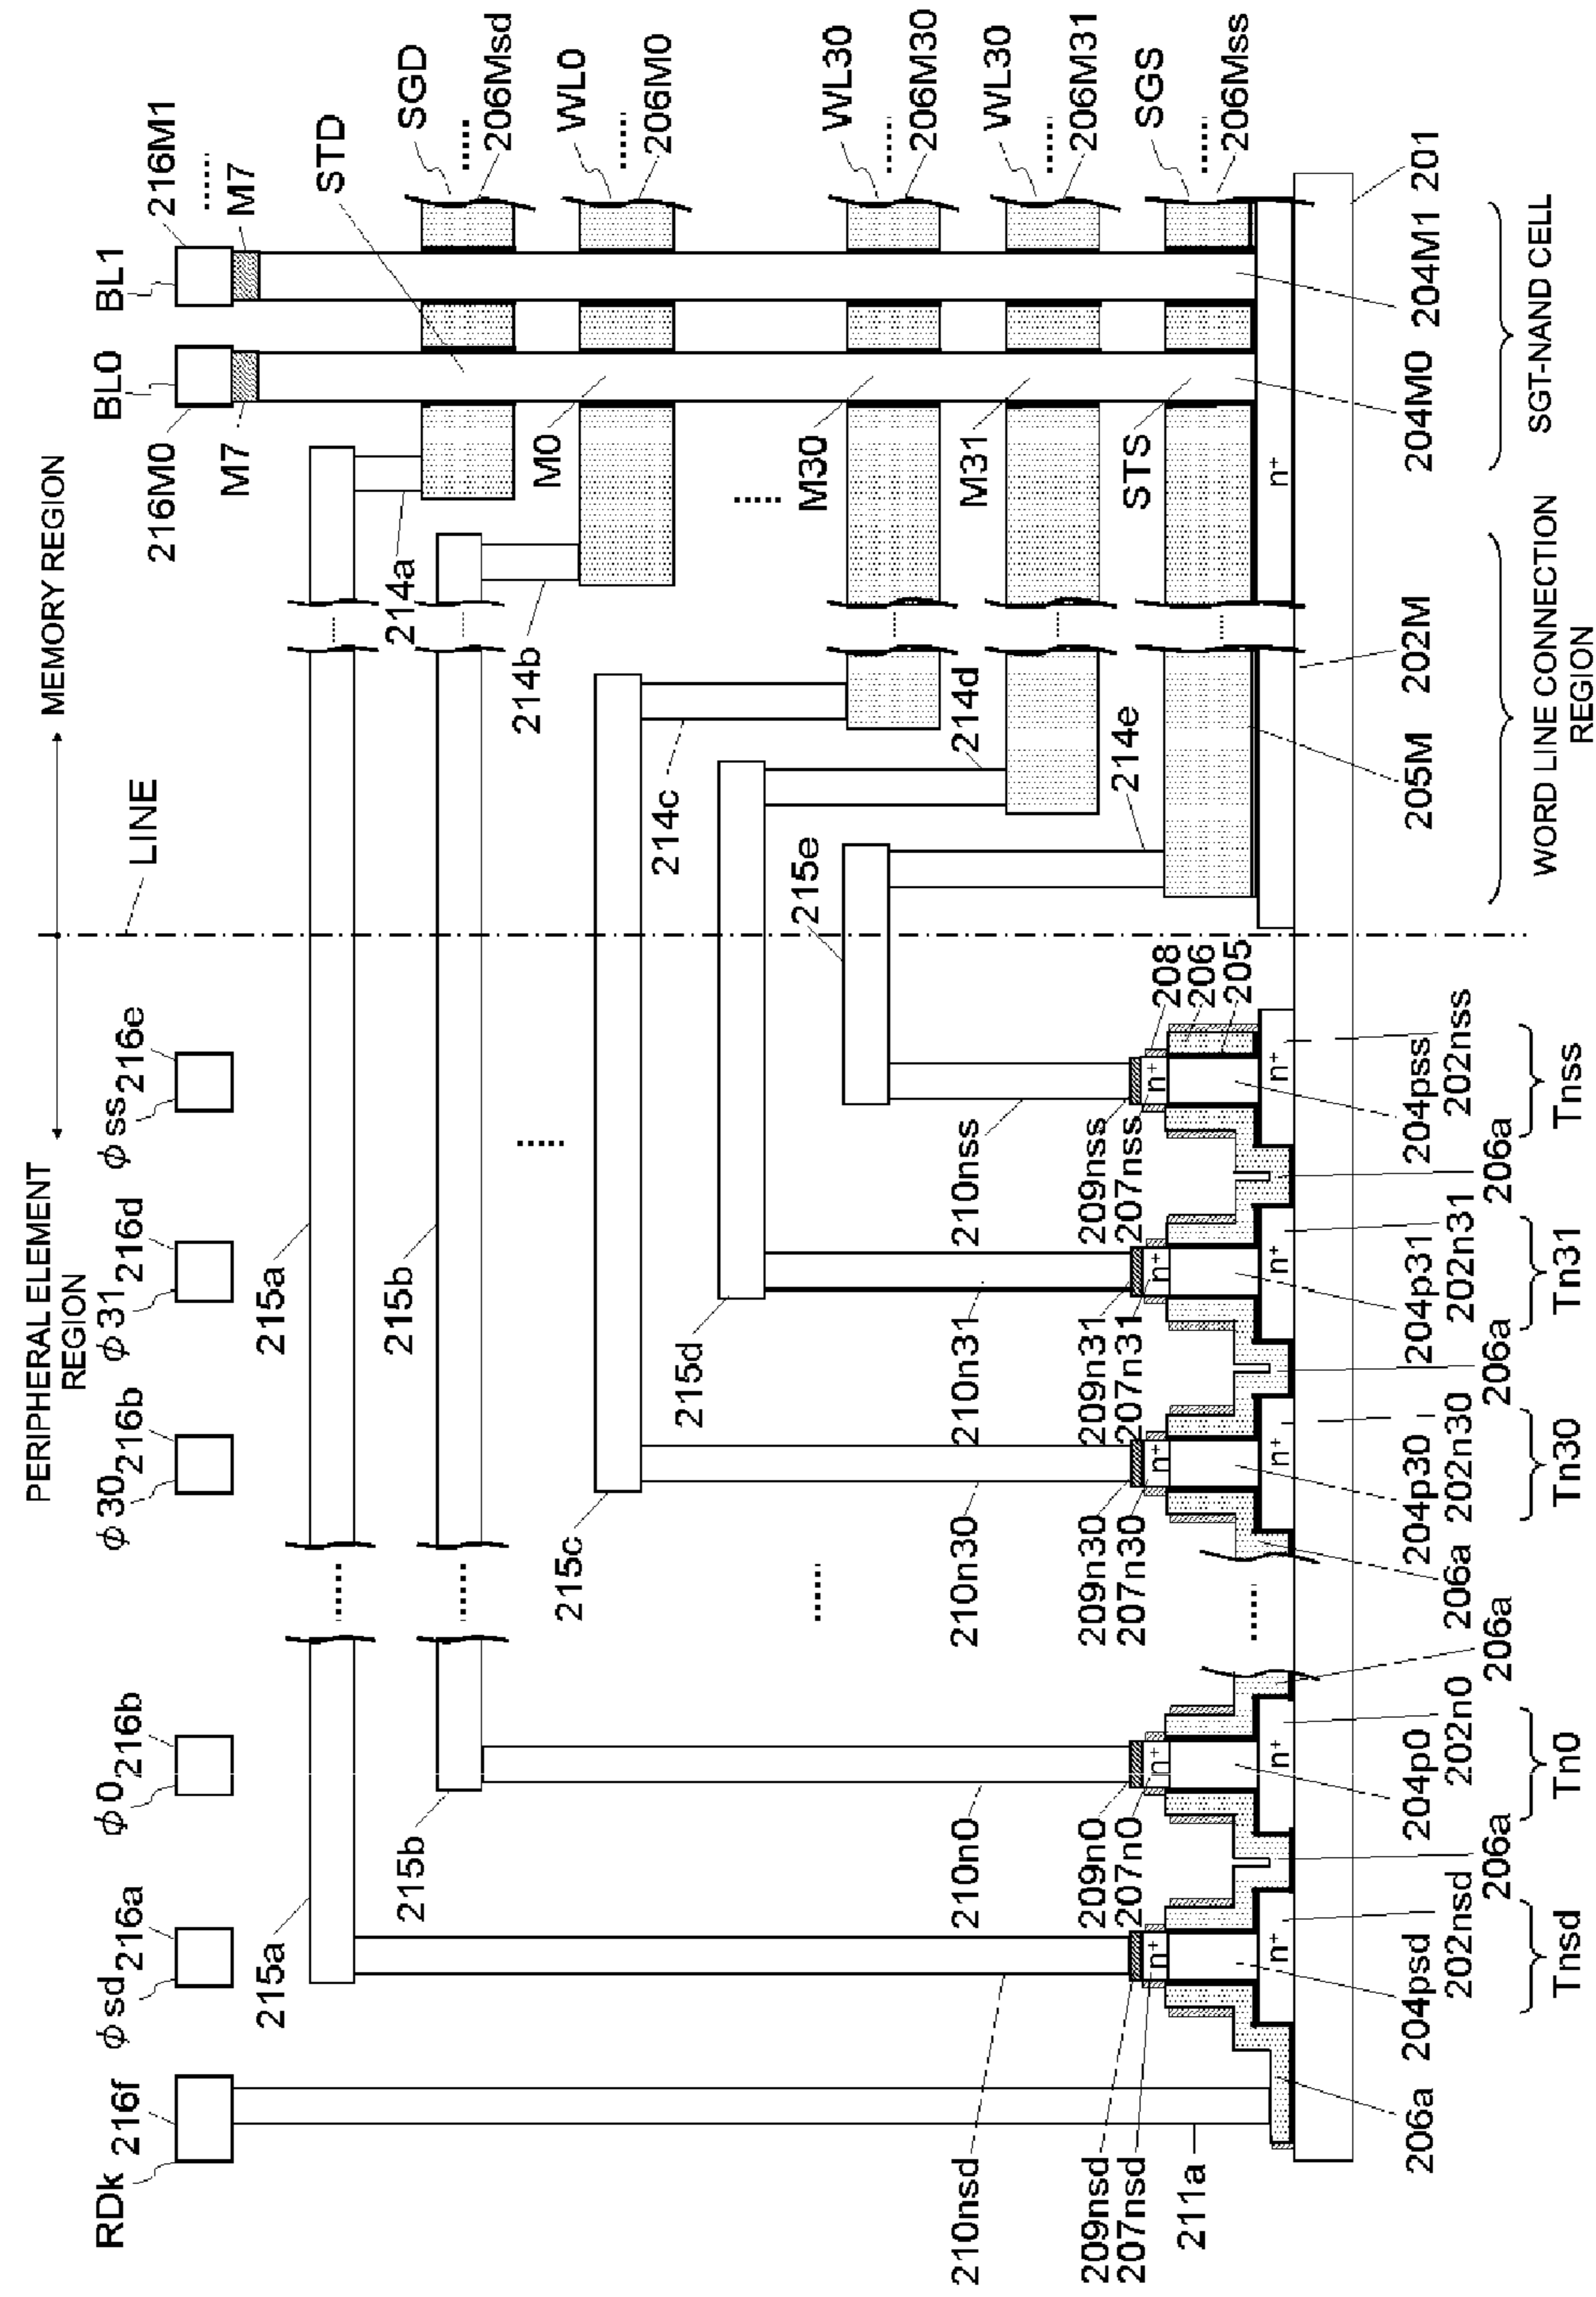 PERIPHERAL ELEMENT
REGION
MEMORY REGION
LINE
RDk 216f
ϕsd 216a
ϕ0 216b
ϕ30 216b
ϕ31 216d
ϕss 216e
BL0
BL1
216M0
216M1
M7
M7
STD
SGD
206Msd
WL0
206M0
WL30
206M30
WL30
206M31
SGS
206Mss
215a
215a
215b
215b
215c
215d
215e
214a
214b
214c
214d
214e
M0
M30
M31
STS
210nsd
210n0
210n30
210n31
210nss
209nsd
207nsd
209n0
207n0
209n30
207n30
209n31
207n31
209nss
207nss
208
206
205
n+
n+
n+
n+
n+
n+
n+
n+
n+
n+
n+
211a
206a
204psd
202nsd
206a
204p0
202n0
206a
206a
204p30
202n30
206a
204p31
202n31
206a
204pss
202nss
205M
202M
204M0
204M1
201
Tnsd
Tn0
Tn30
Tn31
Tnss
WORD LINE CONNECTION
REGION
SGT-NAND CELL